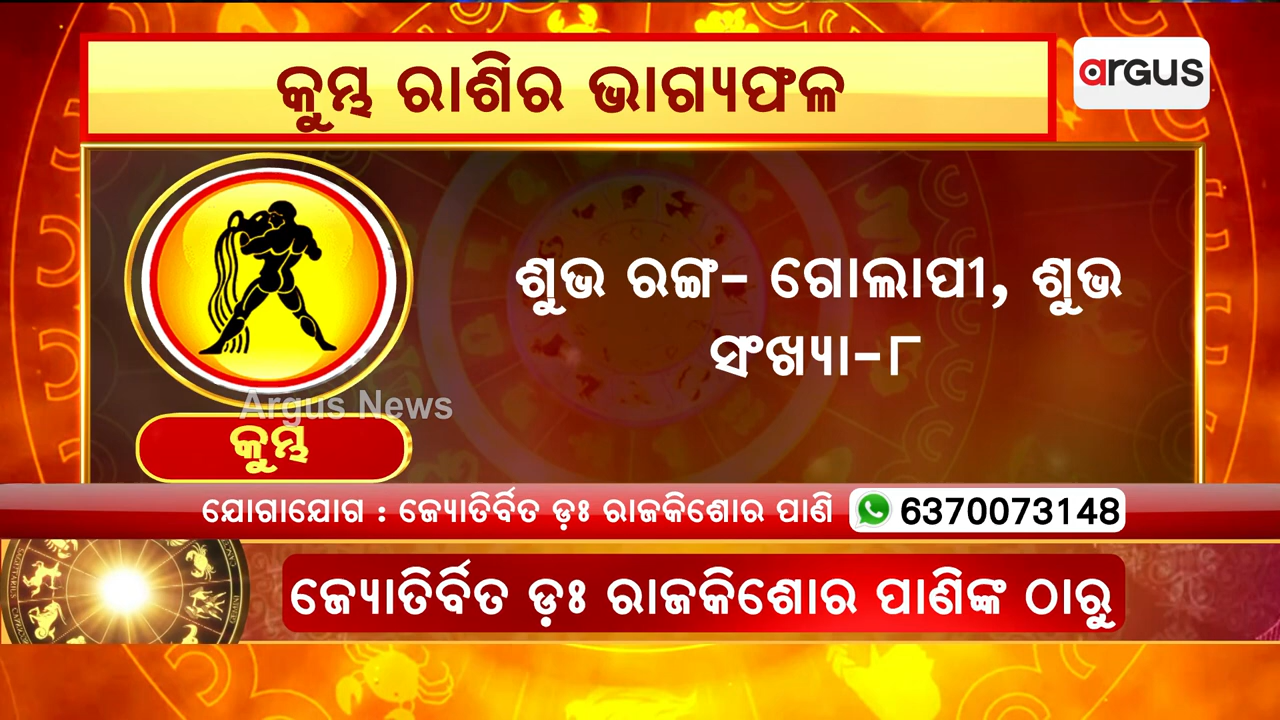 କୁମ୍ଭ ରାଶିର ଭାଗ୍ୟଫଳ
argus
ଶୁଭ ରଙ୍ଗ- ଗୋଲାପୀ, ଶୁଭ
ସଂଖ୍ୟା-୮
Argus News
କୁମ୍ଭ
ଯୋଗାଯୋଗ : ଜ୍ୟୋତିର୍ବିତ ଡ଼ଃ ରାଜକିଶୋର ପାଣି 6370073148
ଜ୍ୟୋତିର୍ବିତ ଡ଼ଃ ରାଜକିଶୋର ପାଣିଙ୍କ ଠାରୁ